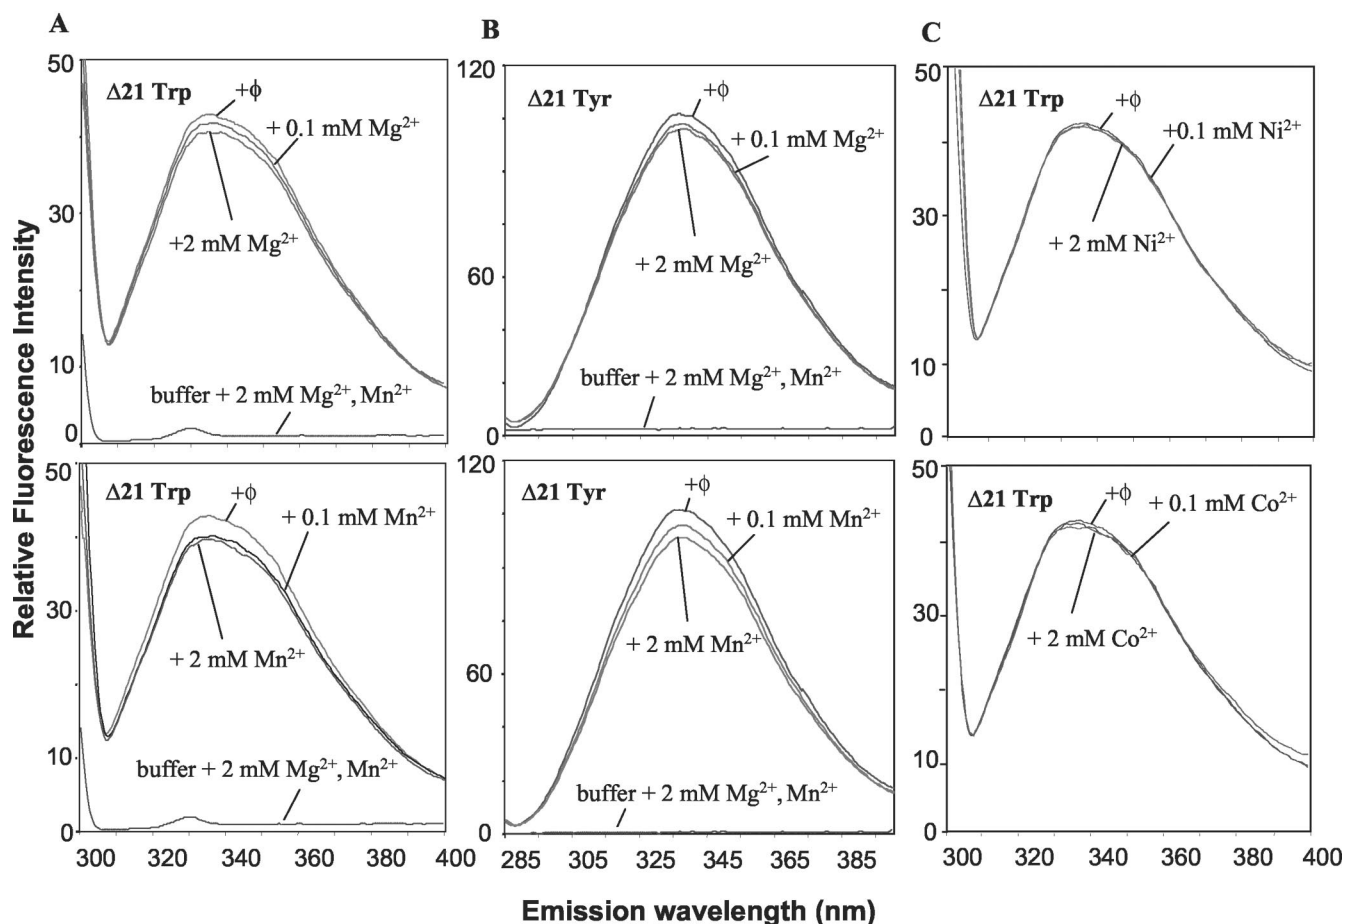 A
B
C
Relative Fluorescence Intensity
50
30
10
0
Δ21 Trp
+ϕ
+ 0.1 mM Mg²⁺
+2 mM Mg²⁺
buffer + 2 mM Mg²⁺, Mn²⁺
120
60
0
Δ21 Tyr
+ϕ
+ 0.1 mM Mg²⁺
+ 2 mM Mg²⁺
buffer + 2 mM Mg²⁺, Mn²⁺
50
30
10
0
Δ21 Trp
+ϕ
+0.1 mM Ni²⁺
+ 2 mM Ni²⁺
50
30
10
0
Δ21 Trp
+ϕ
+ 0.1 mM Mn²⁺
+ 2 mM Mn²⁺
buffer + 2 mM Mg²⁺, Mn²⁺
300 320 340 360 380 400
120
60
0
Δ21 Tyr
+ϕ
+ 0.1 mM Mn²⁺
+ 2 mM Mn²⁺
buffer + 2 mM Mg²⁺, Mn²⁺
285 305 325 345 365 385
50
30
10
0
Δ21 Trp
+ϕ
+ 0.1 mM Co²⁺
+ 2 mM Co²⁺
300 320 340 360 380 400
Emission wavelength (nm)